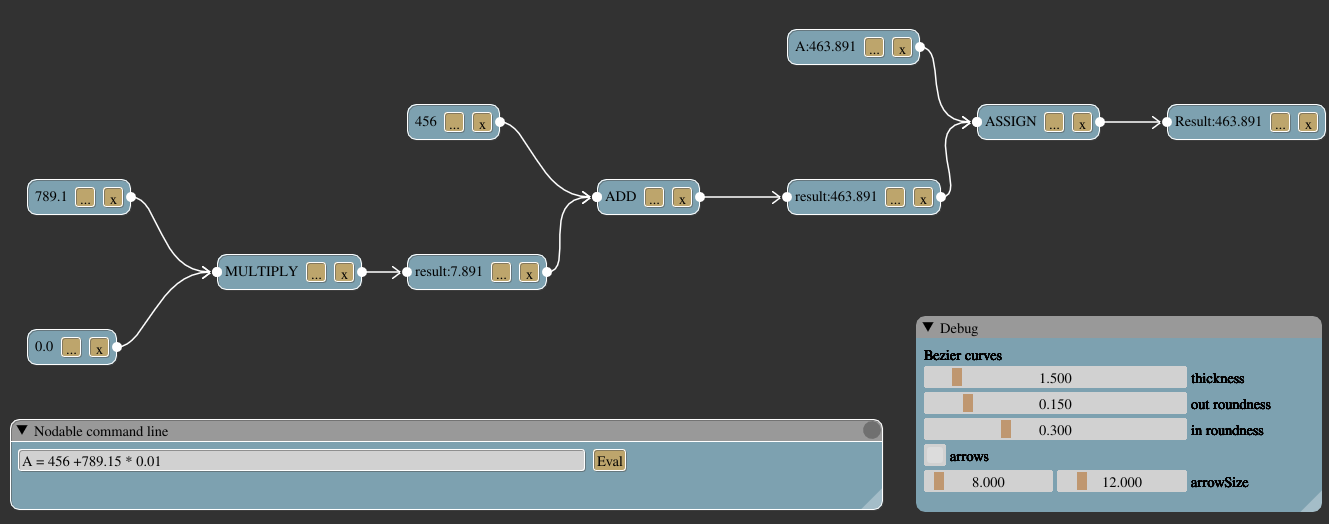 A:463.891 ... x
456 ... x
ASSIGN ... x
Result:463.891 ... x
789.1 ... x
ADD ... x
result:463.891 ... x
MULTIPLY ... x
result:7.891 ... x
0.0 ... x
Debug
Bezier curves
1.500 thickness
0.150 out roundness
0.300 in roundness
arrows
8.000 12.000 arrowSize
Nodable command line
A = 456 +789.15 * 0.01 Eval